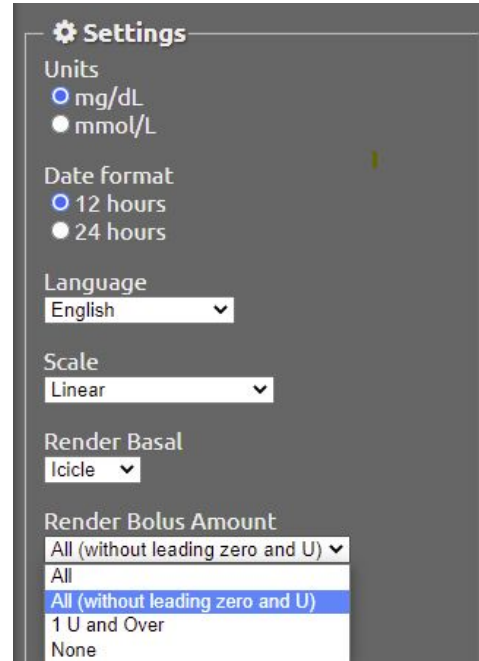 Settings
Units
mg/dL
mmol/L
Date format
12 hours
24 hours
Language
English
Scale
Linear
Render Basal
Icicle
Render Bolus Amount
All (without leading zero and U)
All
All (without leading zero and U)
1 U and Over
None